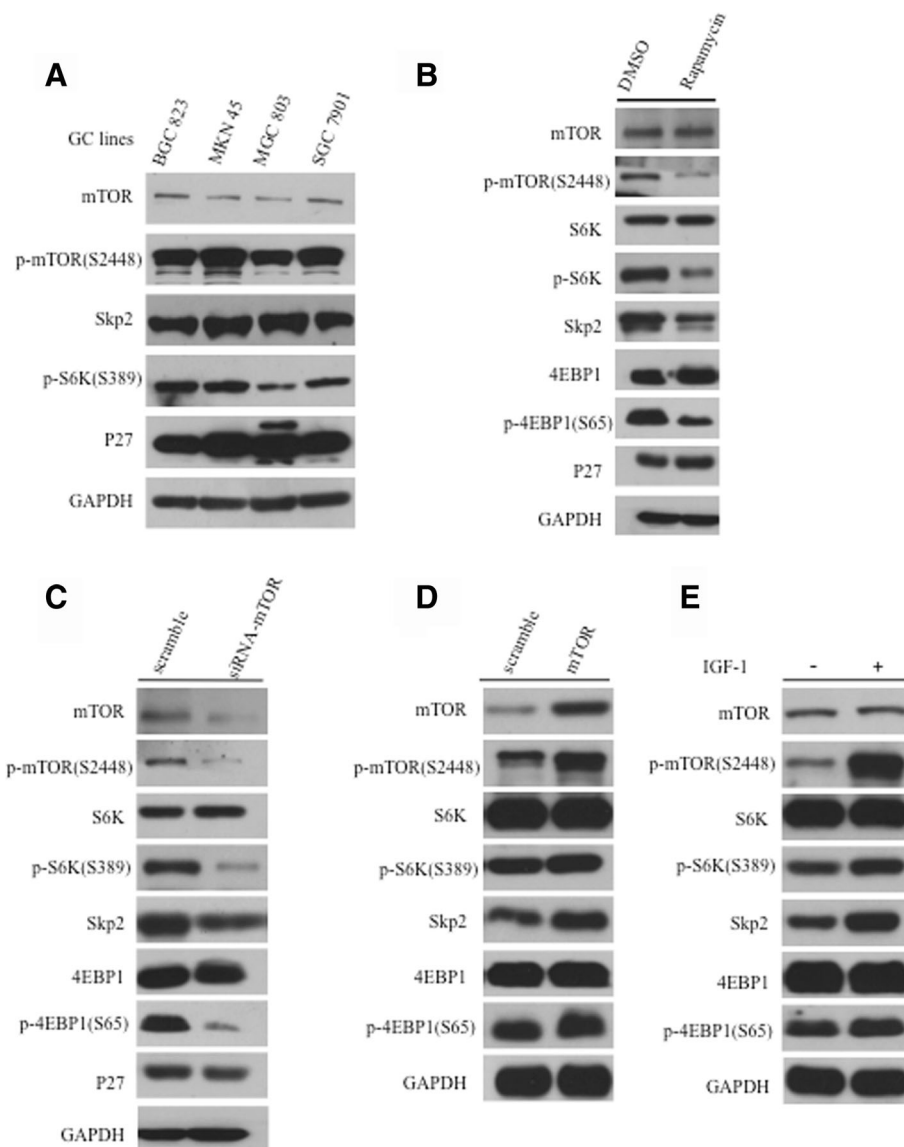 A
GC lines
BGC 823
MKN 45
MGC 803
SGC 7901
mTOR
p-mTOR(S2448)
Skp2
p-S6K(S389)
P27
GAPDH
B
DMSO
Rapamycin
mTOR
p-mTOR(S2448)
S6K
p-S6K
Skp2
4EBP1
p-4EBP1(S65)
P27
GAPDH
C
scramble
siRNA-mTOR
mTOR
p-mTOR(S2448)
S6K
p-S6K(S389)
Skp2
4EBP1
p-4EBP1(S65)
P27
GAPDH
D
scramble
mTOR
mTOR
p-mTOR(S2448)
S6K
p-S6K(S389)
Skp2
4EBP1
p-4EBP1(S65)
GAPDH
E
IGF-1 - +
mTOR
p-mTOR(S2448)
S6K
p-S6K(S389)
Skp2
4EBP1
p-4EBP1(S65)
GAPDH